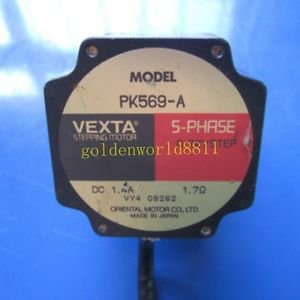 MODEL
PK569-A
VEXTA 5-PHASE
STEPPING MOTOR STEP
goldenworld8811
DC 1.4A 1.7Ω
VY4 08262
ORIENTAL MOTOR CO., LTD
MADE IN JAPAN